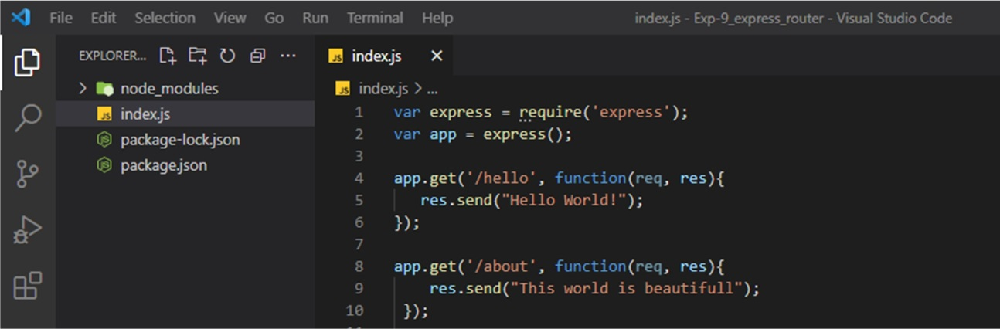 File Edit Selection View Go Run Terminal Help index.js - Exp-9_express_router - Visual Studio Code
EXPLORER...
node_modules
index.js
package-lock.json
package.json
index.js
index.js > ...
1 var express = require('express');
2 var app = express();
3
4 app.get('/hello', function(req, res){
5 res.send("Hello World!");
6 });
7
8 app.get('/about', function(req, res){
9 res.send("This world is beautifull");
10 });